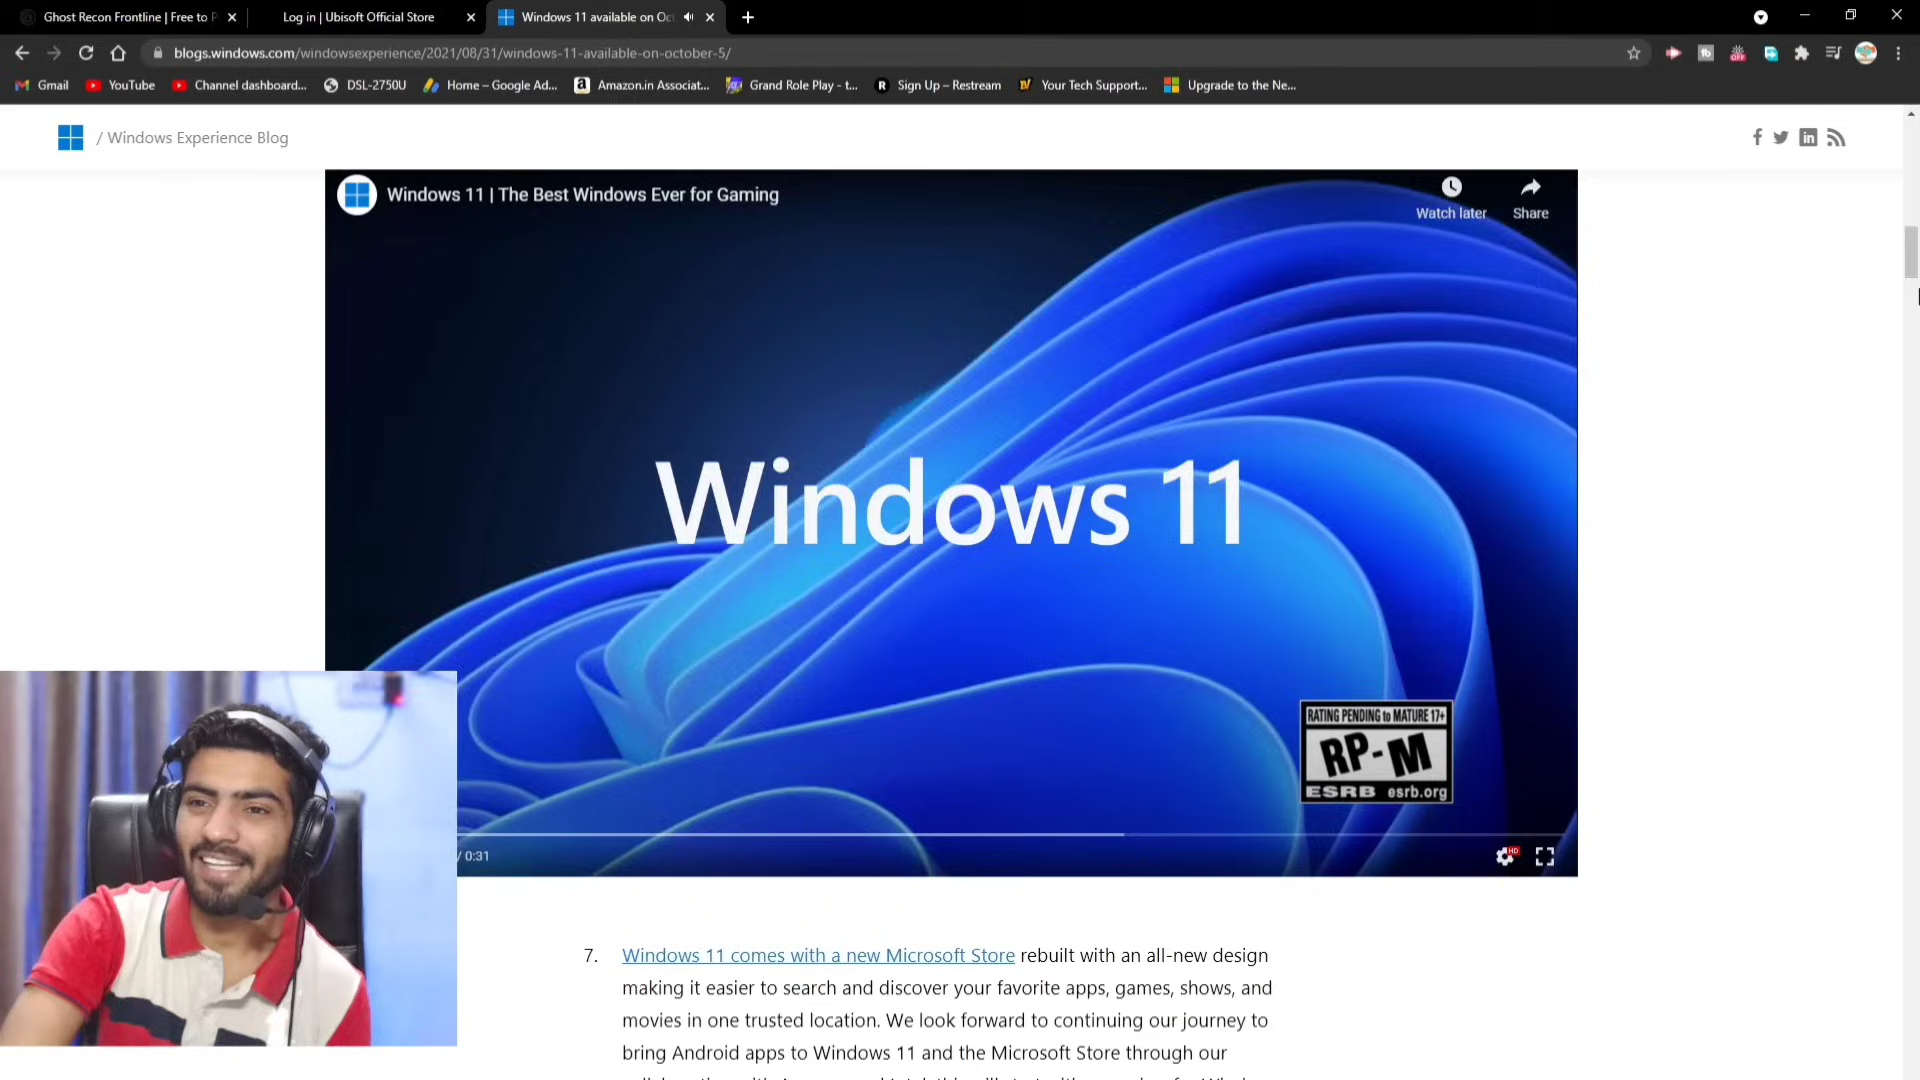 Ghost Recon Frontline | Free to P
Log in | Ubisoft Official Store
Windows 11 available on Oc
blogs.windows.com/windowsexperience/2021/08/31/windows-11-available-on-october-5/
Gmail
YouTube
Channel dashboard...
DSL-2750U
Home – Google Ad...
Amazon.in Associat...
Grand Role Play - t...
Sign Up – Restream
Your Tech Support...
Upgrade to the Ne...
/ Windows Experience Blog
Windows 11 | The Best Windows Ever for Gaming
Watch later
Share
Windows 11
RATING PENDING to MATURE 17+
RP-M
ESRB esrb.org
/ 0:31
HD
7. Windows 11 comes with a new Microsoft Store rebuilt with an all-new design
making it easier to search and discover your favorite apps, games, shows, and
movies in one trusted location. We look forward to continuing our journey to
bring Android apps to Windows 11 and the Microsoft Store through our